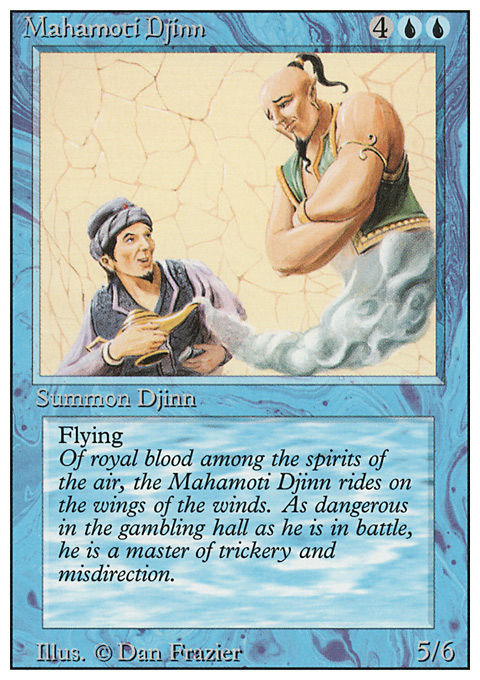 Mahamoti Djinn 4
Summon Djinn
Flying
Of royal blood among the spirits of
the air, the Mahamoti Djinn rides on
the wings of the winds. As dangerous
in the gambling hall as he is in battle,
he is a master of trickery and
misdirection.
Illus. © Dan Frazier 5/6